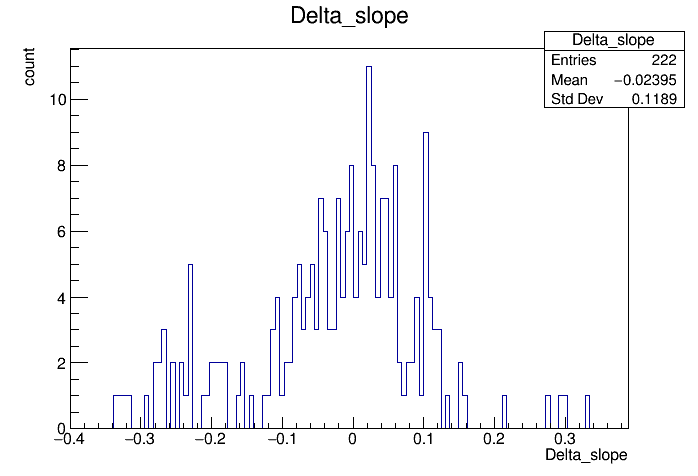 Delta_slope
count
Delta_slope
Entries 222
Mean −0.02395
Std Dev 0.1189
10
8
6
4
2
0
−0.4 −0.3 −0.2 −0.1 0 0.1 0.2 0.3
Delta_slope